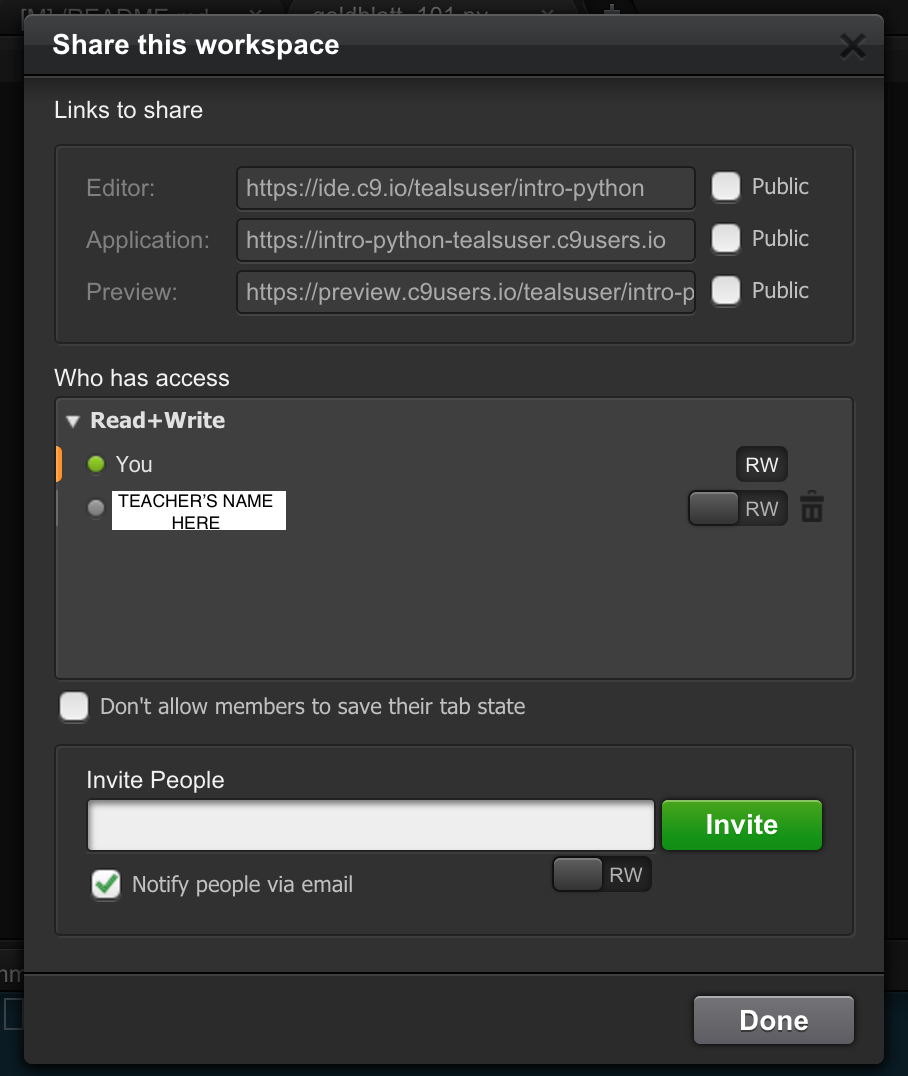 [M] /README.md
goldblatt_101.py
Share this workspace
Links to share
Editor: https://ide.c9.io/tealsuser/intro-python Public
Application: https://intro-python-tealsuser.c9users.io Public
Preview: https://preview.c9users.io/tealsuser/intro-p Public
Who has access
Read+Write
You RW
TEACHER'S NAME
HERE
RW
Don't allow members to save their tab state
Invite People
Invite
Notify people via email RW
Done